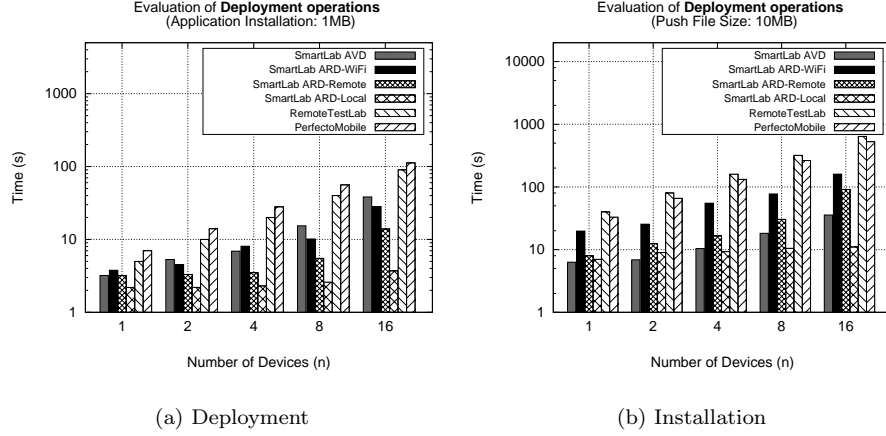 Evaluation of Deployment operations
(Application Installation: 1MB)
Time (s)
1000
100
10
1
SmartLab AVD
SmartLab ARD-WiFi
SmartLab ARD-Remote
SmartLab ARD-Local
RemoteTestLab
PerfectoMobile
1 2 4 8 16
Number of Devices (n)
(a) Deployment
Evaluation of Deployment operations
(Push File Size: 10MB)
Time (s)
10000
1000
100
10
1
SmartLab AVD
SmartLab ARD-WiFi
SmartLab ARD-Remote
SmartLab ARD-Local
RemoteTestLab
PerfectoMobile
1 2 4 8 16
Number of Devices (n)
(b) Installation